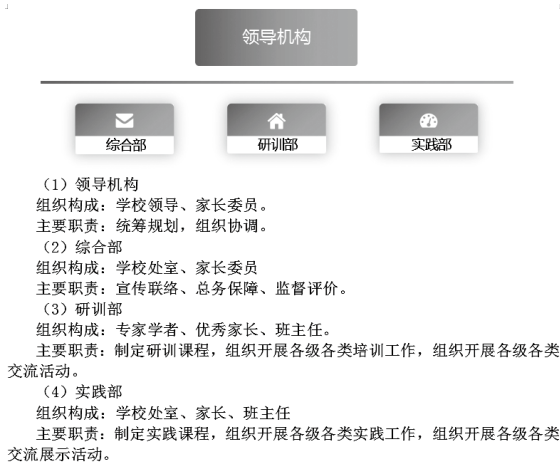 领导机构
综合部
研训部
实践部
（1）领导机构
组织构成：学校领导、家长委员。
主要职责：统筹规划，组织协调。
（2）综合部
组织构成：学校处室、家长委员
主要职责：宣传联络、总务保障、监督评价。
（3）研训部
组织构成：专家学者、优秀家长、班主任。
主要职责：制定研训课程，组织开展各级各类培训工作，组织开展各级各类
交流活动。
（4）实践部
组织构成：学校处室、家长、班主任
主要职责：制定实践课程，组织开展各级各类实践工作，组织开展各级各类
交流展示活动。